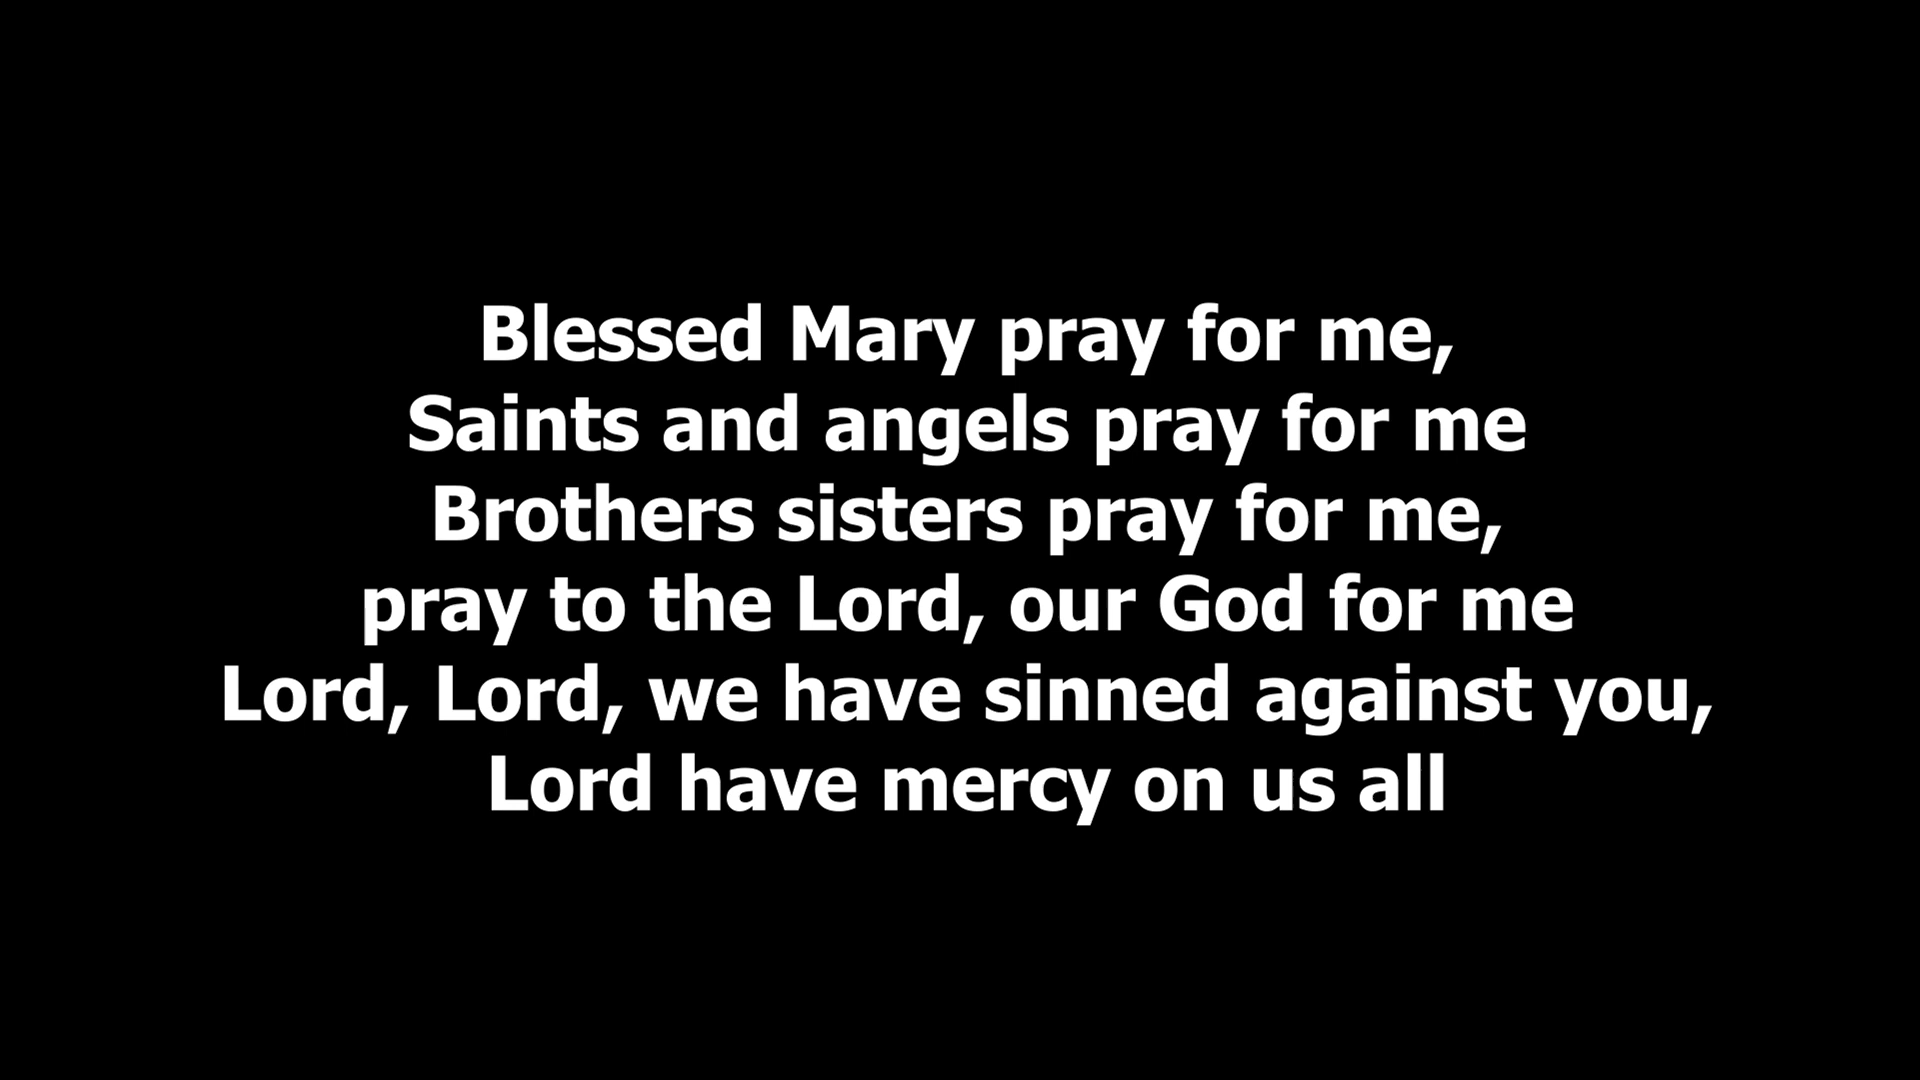 Blessed Mary pray for me,
Saints and angels pray for me
Brothers sisters pray for me,
pray to the Lord, our God for me
Lord, Lord, we have sinned against you,
Lord have mercy on us all